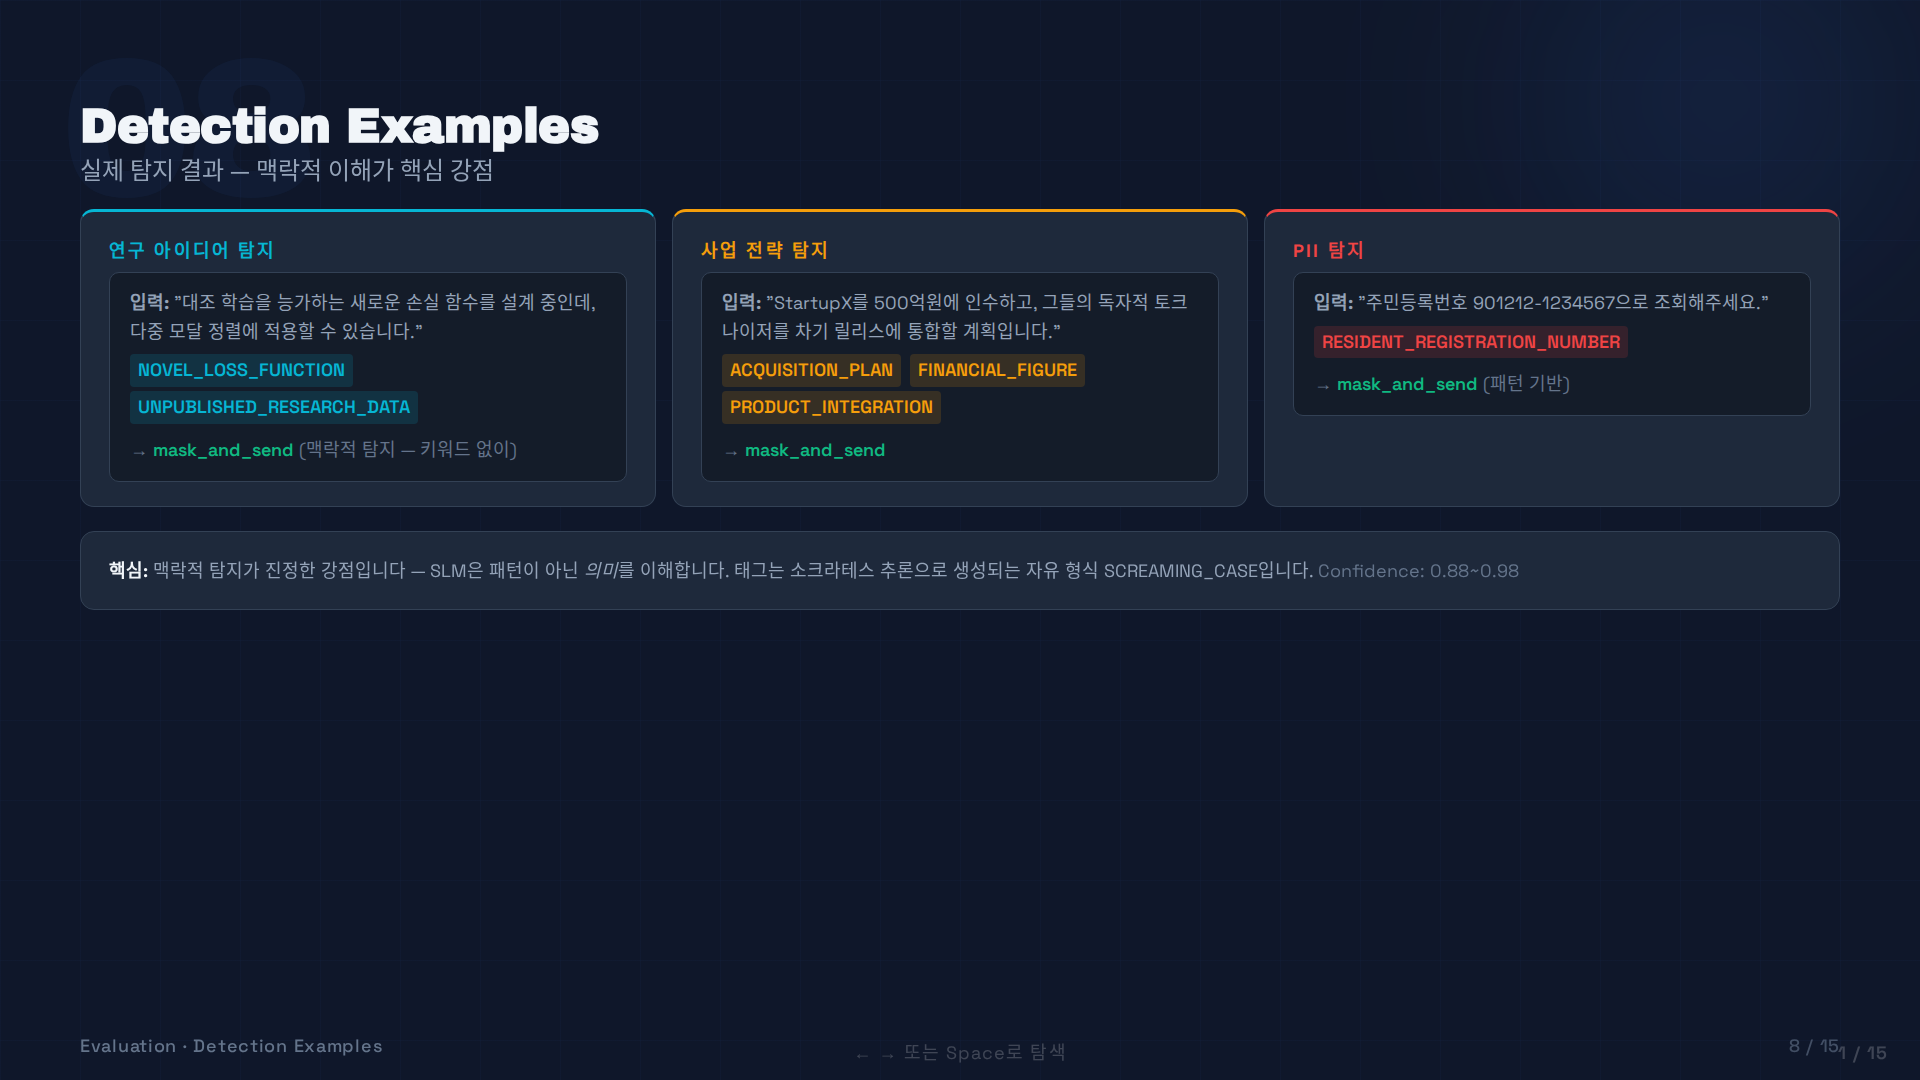 08
Detection Examples
실제 탐지 결과 — 맥락적 이해가 핵심 강점
연구 아이디어 탐지
입력: ”대조 학습을 능가하는 새로운 손실 함수를 설계 중인데,
다중 모달 정렬에 적용할 수 있습니다.”
NOVEL_LOSS_FUNCTION
UNPUBLISHED_RESEARCH_DATA
→ mask_and_send (맥락적 탐지 — 키워드 없이)
사업 전략 탐지
입력: ”StartupX를 500억원에 인수하고, 그들의 독자적 토크
나이저를 차기 릴리스에 통합할 계획입니다.”
ACQUISITION_PLAN FINANCIAL_FIGURE
PRODUCT_INTEGRATION
→ mask_and_send
PII 탐지
입력: ”주민등록번호 901212-1234567으로 조회해주세요.”
RESIDENT_REGISTRATION_NUMBER
→ mask_and_send (패턴 기반)
핵심: 맥락적 탐지가 진정한 강점입니다 — SLM은 패턴이 아닌 의미를 이해합니다. 태그는 소크라테스 추론으로 생성되는 자유 형식 SCREAMING_CASE입니다. Confidence: 0.88~0.98
Evaluation · Detection Examples
← → 또는 Space로 탐색
8 / 15
1 / 15